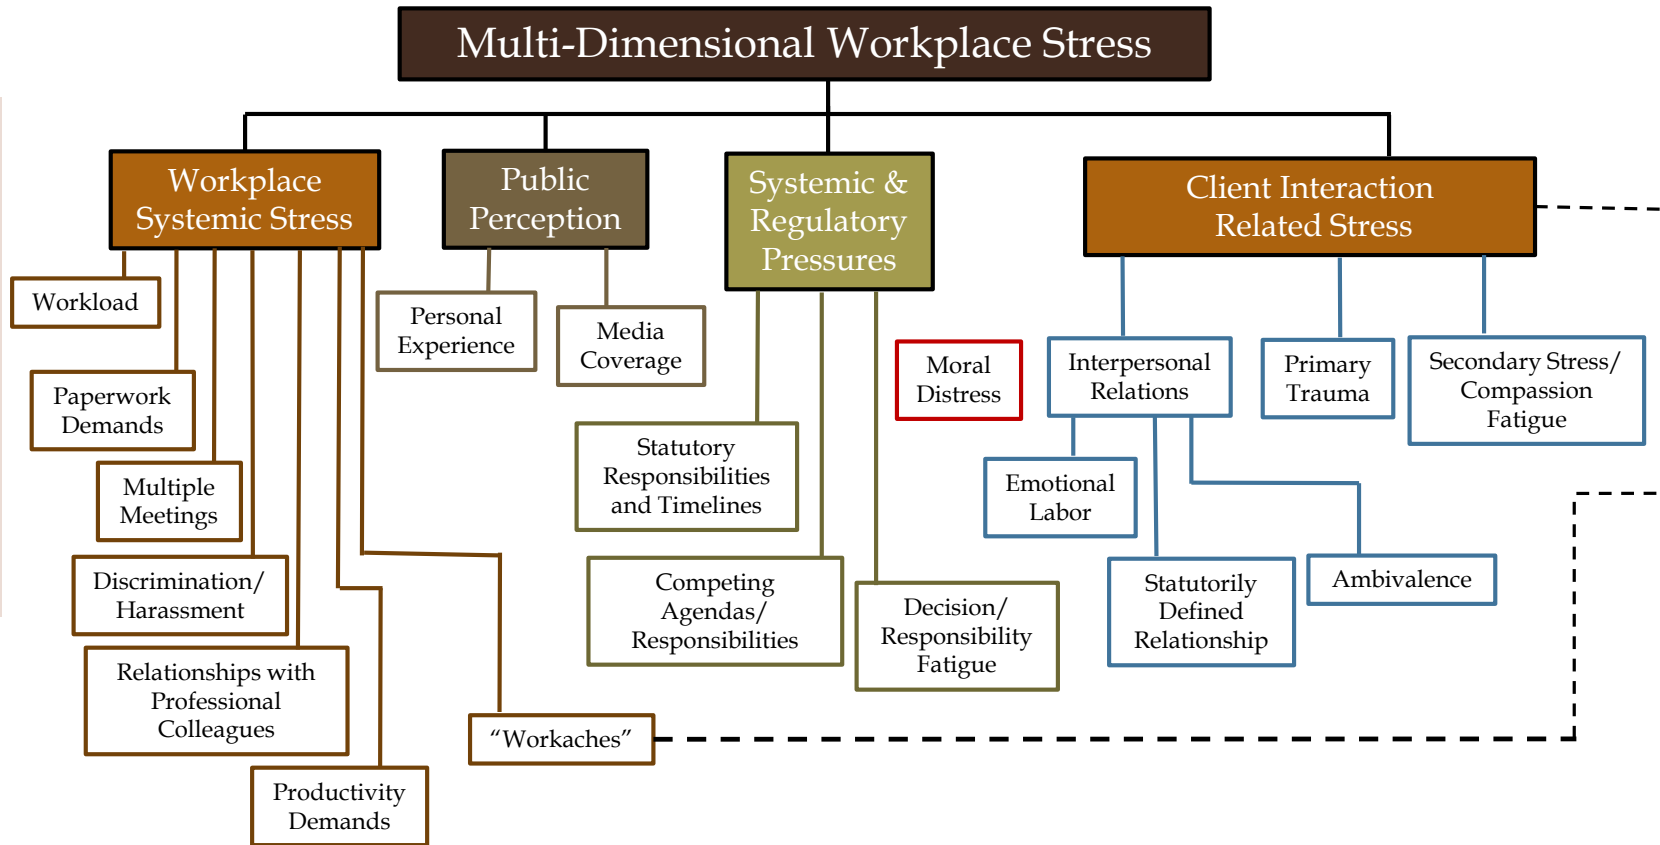 Multi-Dimensional Workplace Stress
Workplace
Systemic Stress
Public
Perception
Systemic &
Regulatory
Pressures
Client Interaction
Related Stress
Workload
Paperwork
Demands
Multiple
Meetings
Discrimination/
Harassment
Relationships with
Professional
Colleagues
Productivity
Demands
“Workaches”
Personal
Experience
Media
Coverage
Statutory
Responsibilities
and Timelines
Competing
Agendas/
Responsibilities
Decision/
Responsibility
Fatigue
Moral
Distress
Interpersonal
Relations
Primary
Trauma
Secondary Stress/
Compassion
Fatigue
Emotional
Labor
Statutorily
Defined
Relationship
Ambivalence